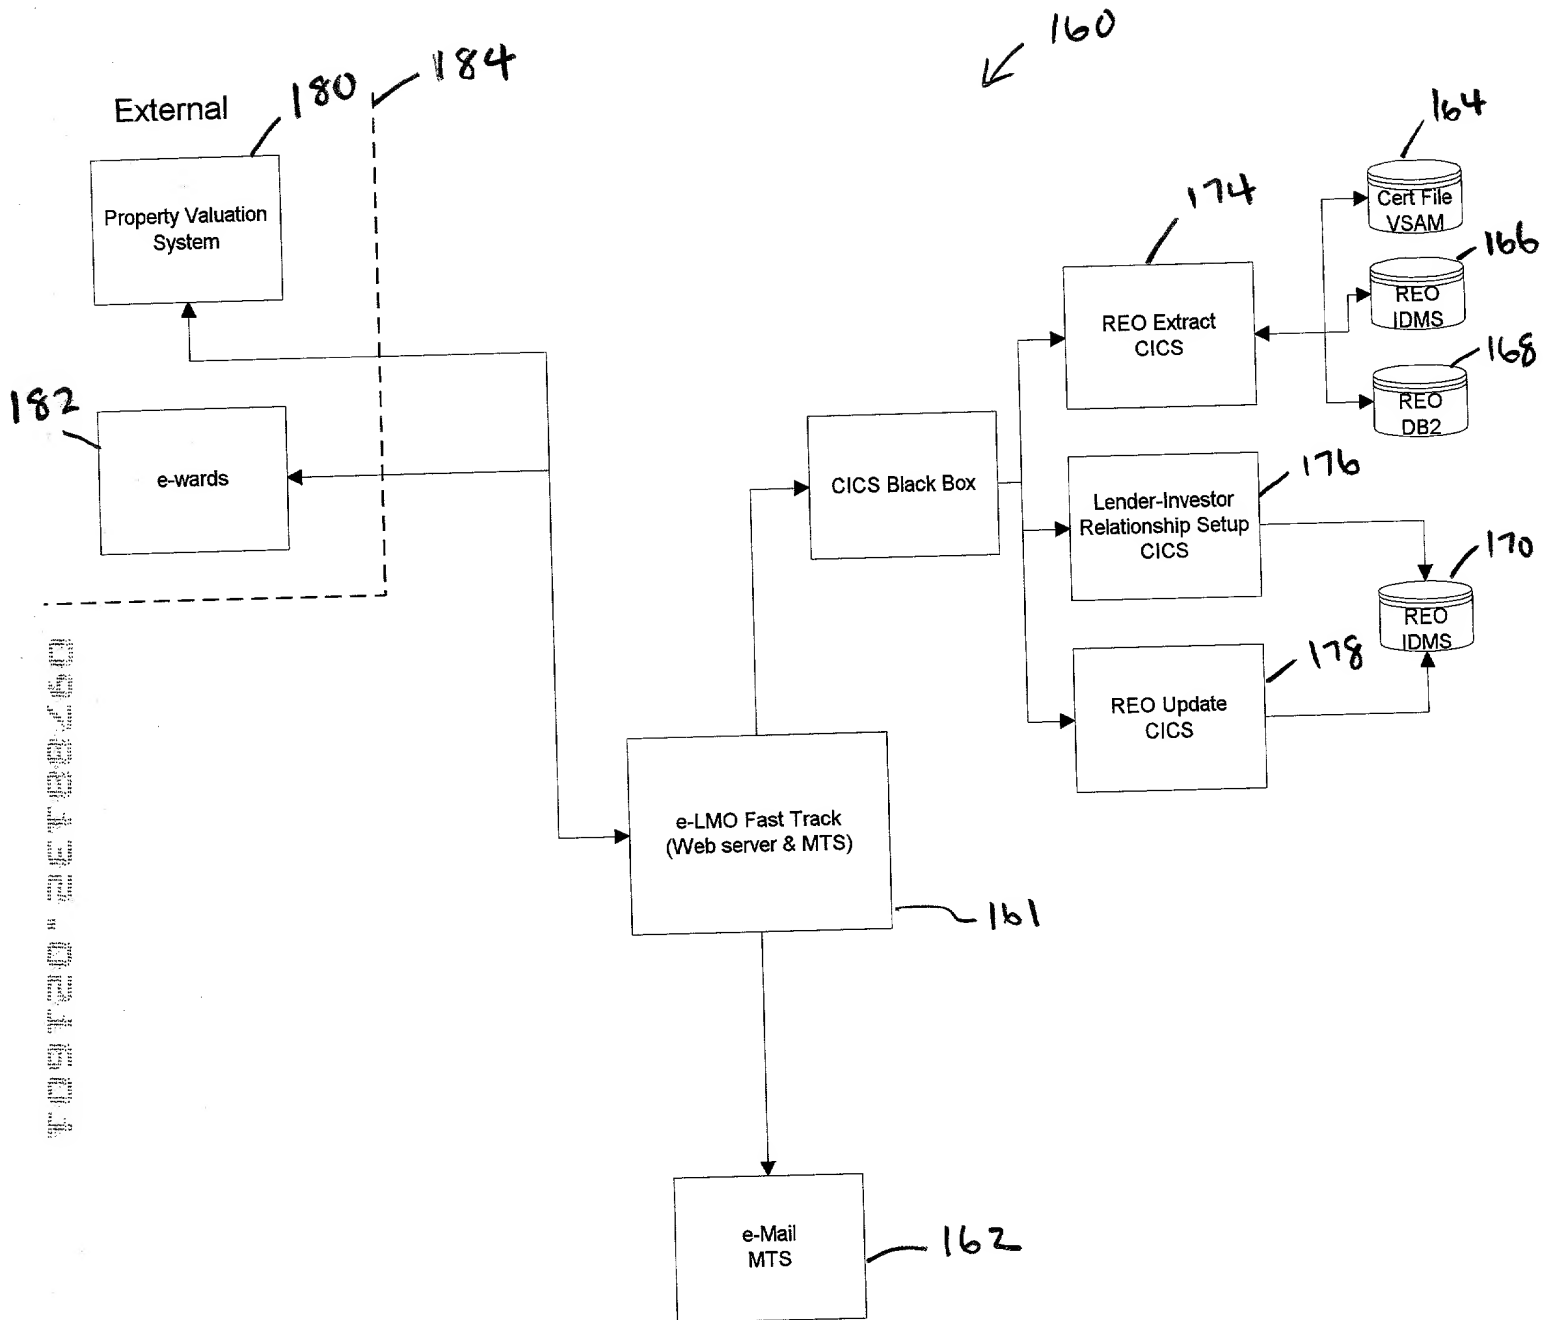 160
184
180
External
164
Property Valuation
System
174
Cert File
VSAM
166
REO
IDMS
REO Extract
CICS
168
REO
DB2
182
e-wards
CICS Black Box
176
Lender-Investor
Relationship Setup
CICS
170
REO
IDMS
178
REO Update
CICS
e-LMO Fast Track
(Web server & MTS)
161
e-Mail
MTS
162